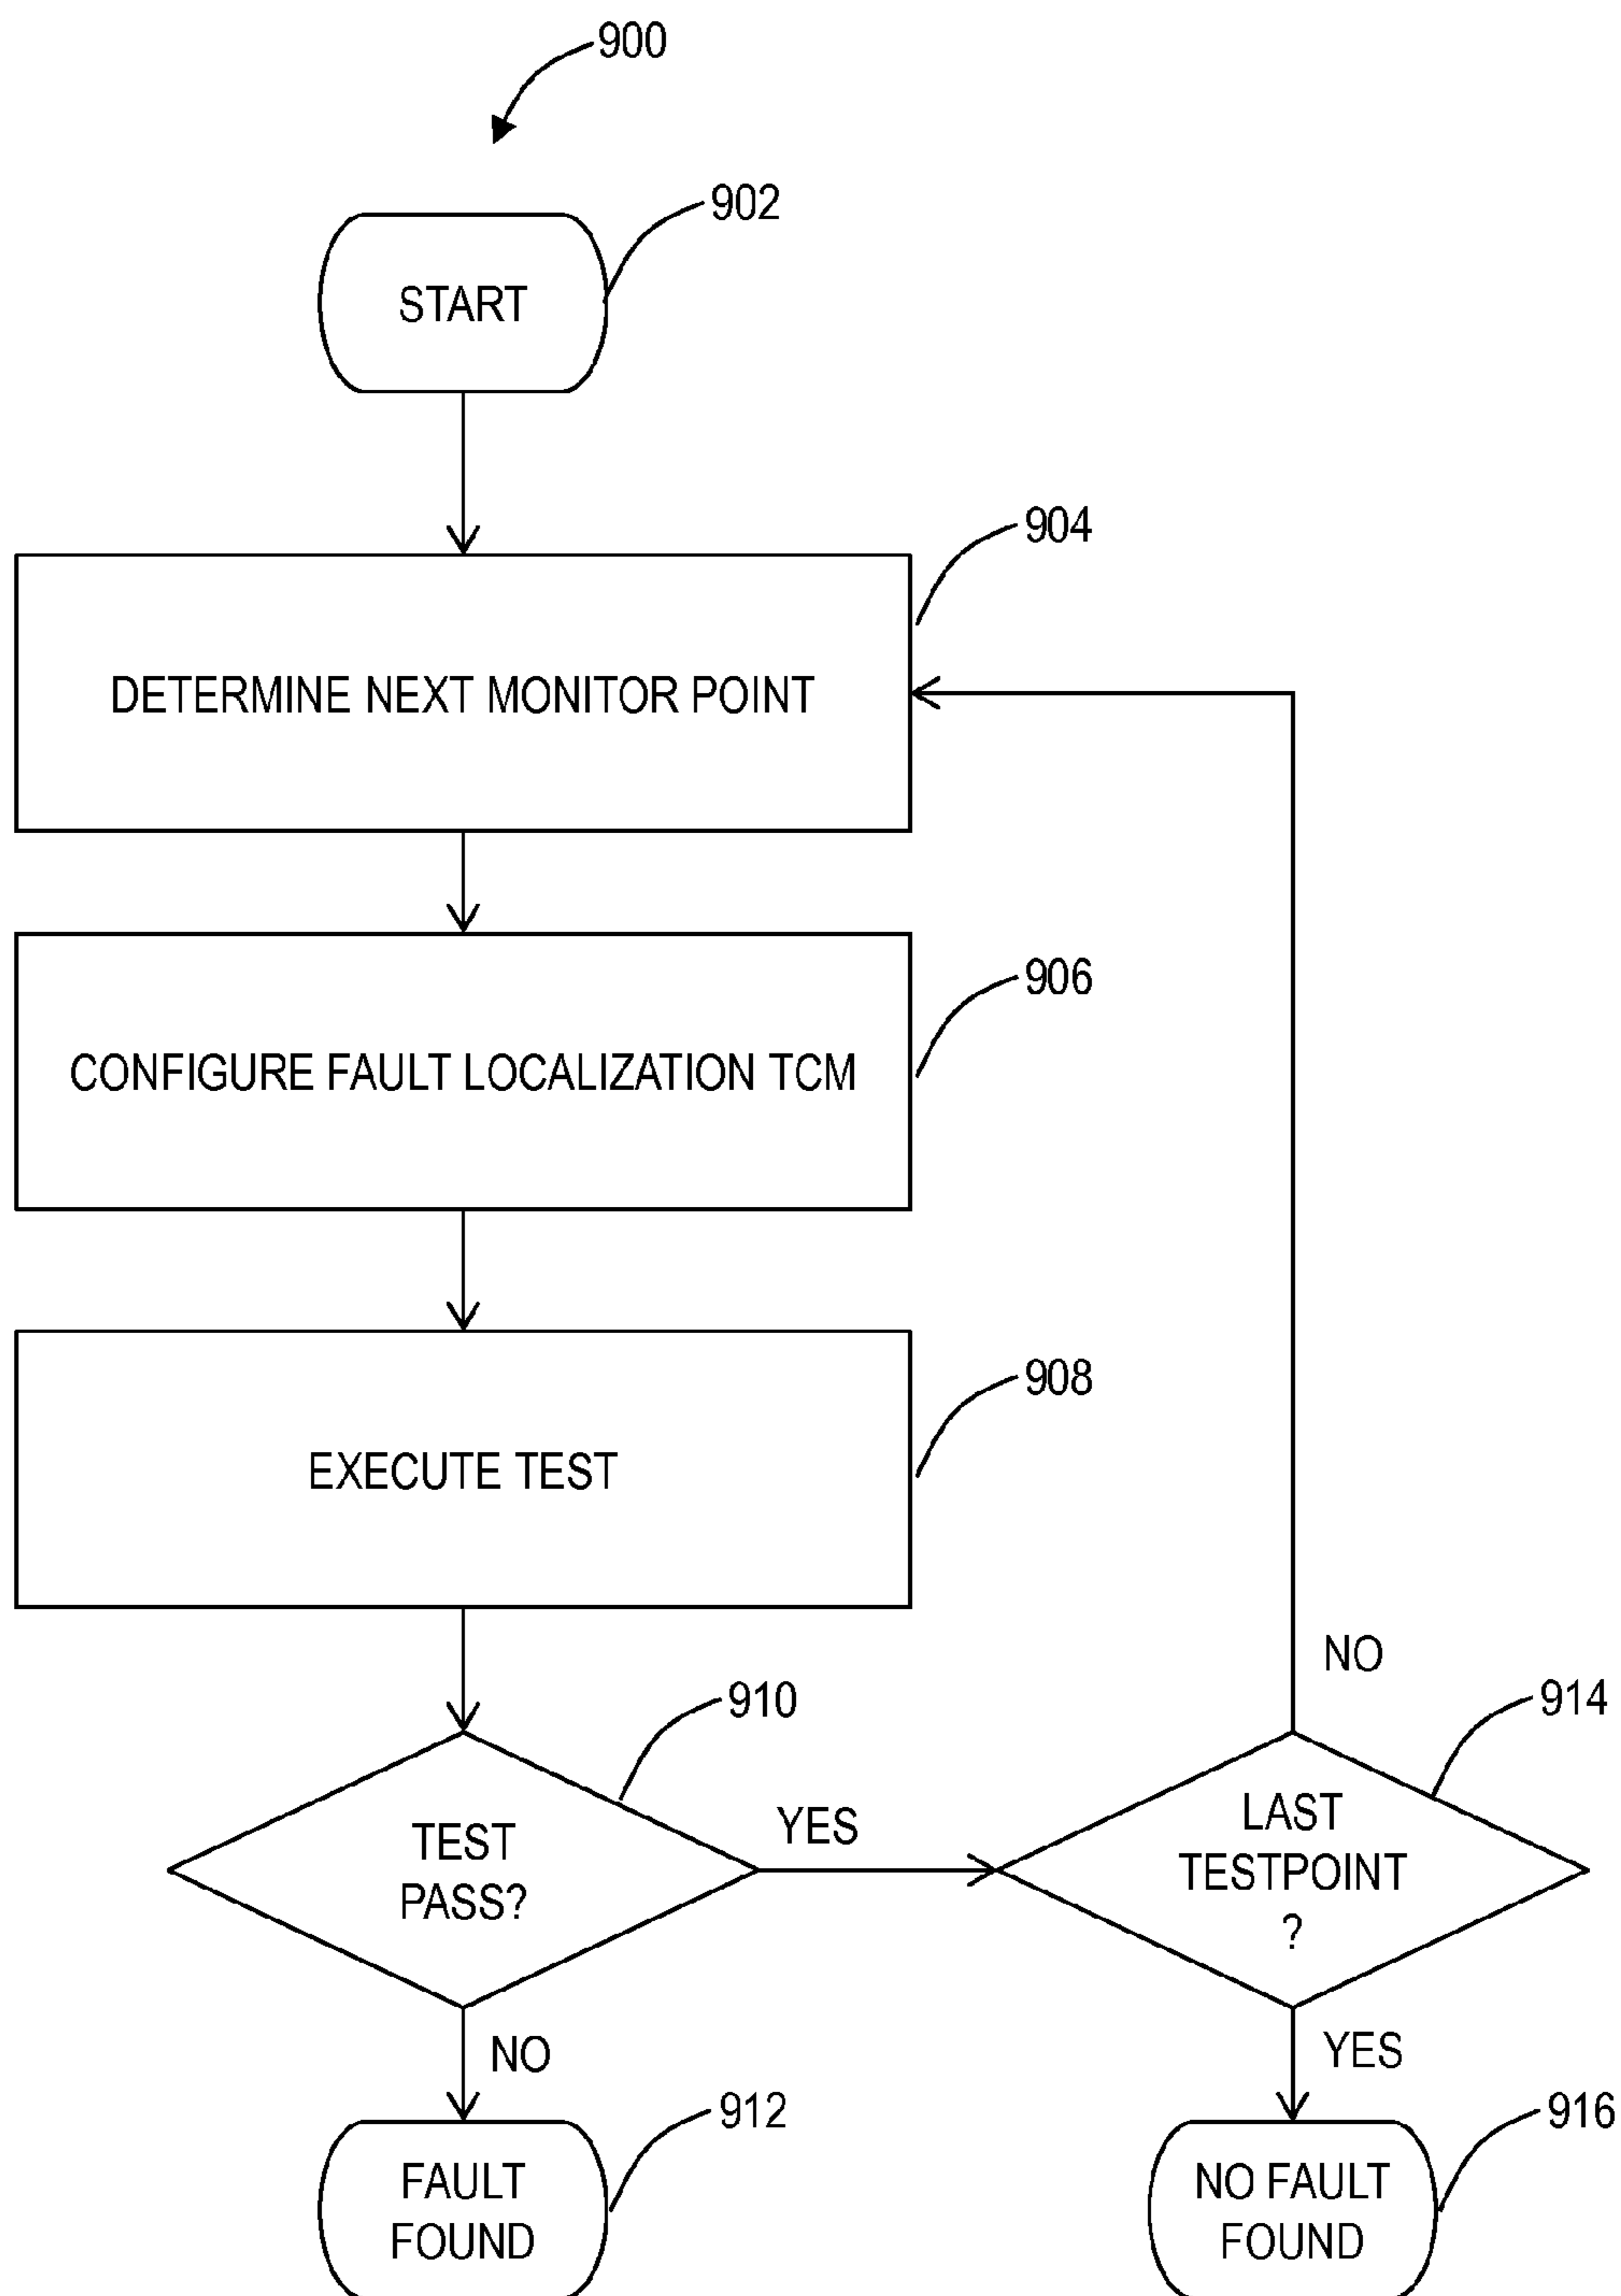 900
902
START
904
DETERMINE NEXT MONITOR POINT
906
CONFIGURE FAULT LOCALIZATION TCM
908
EXECUTE TEST
NO
910
914
TEST
PASS?
YES
LAST
TESTPOINT
?
NO
YES
912
916
FAULT
FOUND
NO FAULT
FOUND